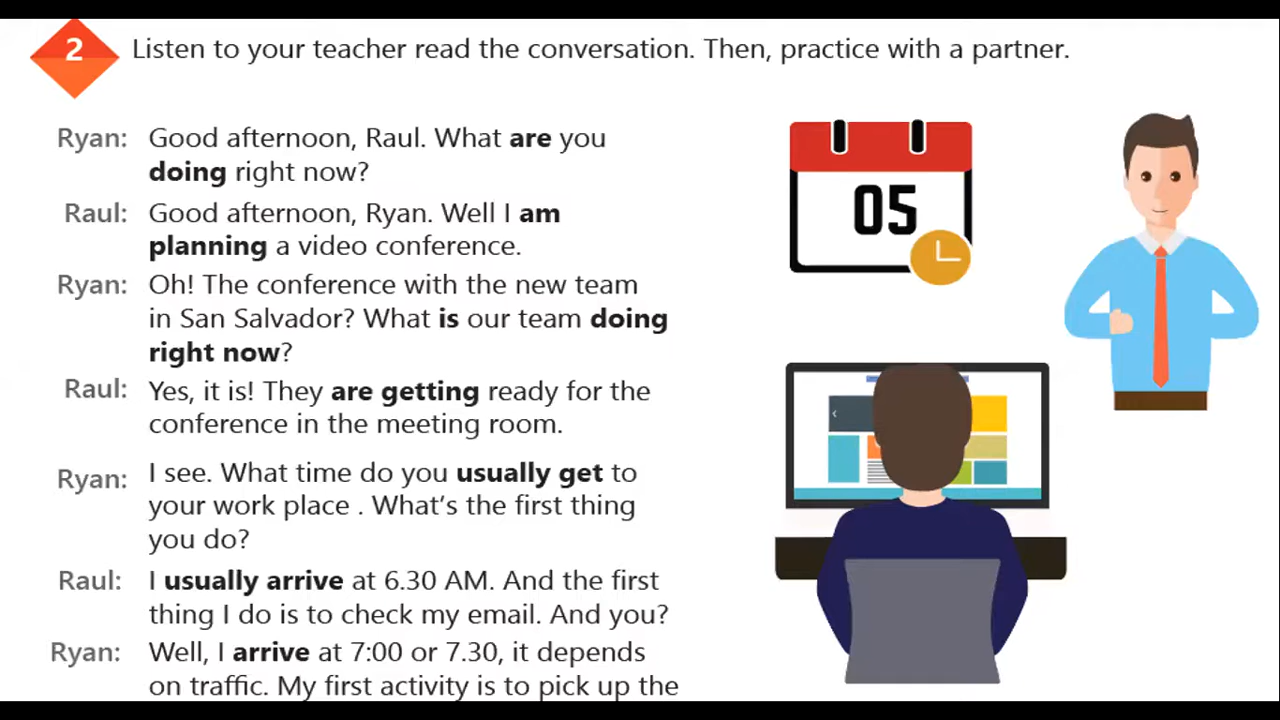 2 Listen to your teacher read the conversation. Then, practice with a partner.
Ryan: Good afternoon, Raul. What are you
doing right now?
Raul: Good afternoon, Ryan. Well I am
planning a video conference.
Ryan: Oh! The conference with the new team
in San Salvador? What is our team doing
right now?
Raul: Yes, it is! They are getting ready for the
conference in the meeting room.
Ryan: I see. What time do you usually get to
your work place . What's the first thing
you do?
Raul: I usually arrive at 6.30 AM. And the first
thing I do is to check my email. And you?
Ryan: Well, I arrive at 7:00 or 7.30, it depends
on traffic. My first activity is to pick up the
05